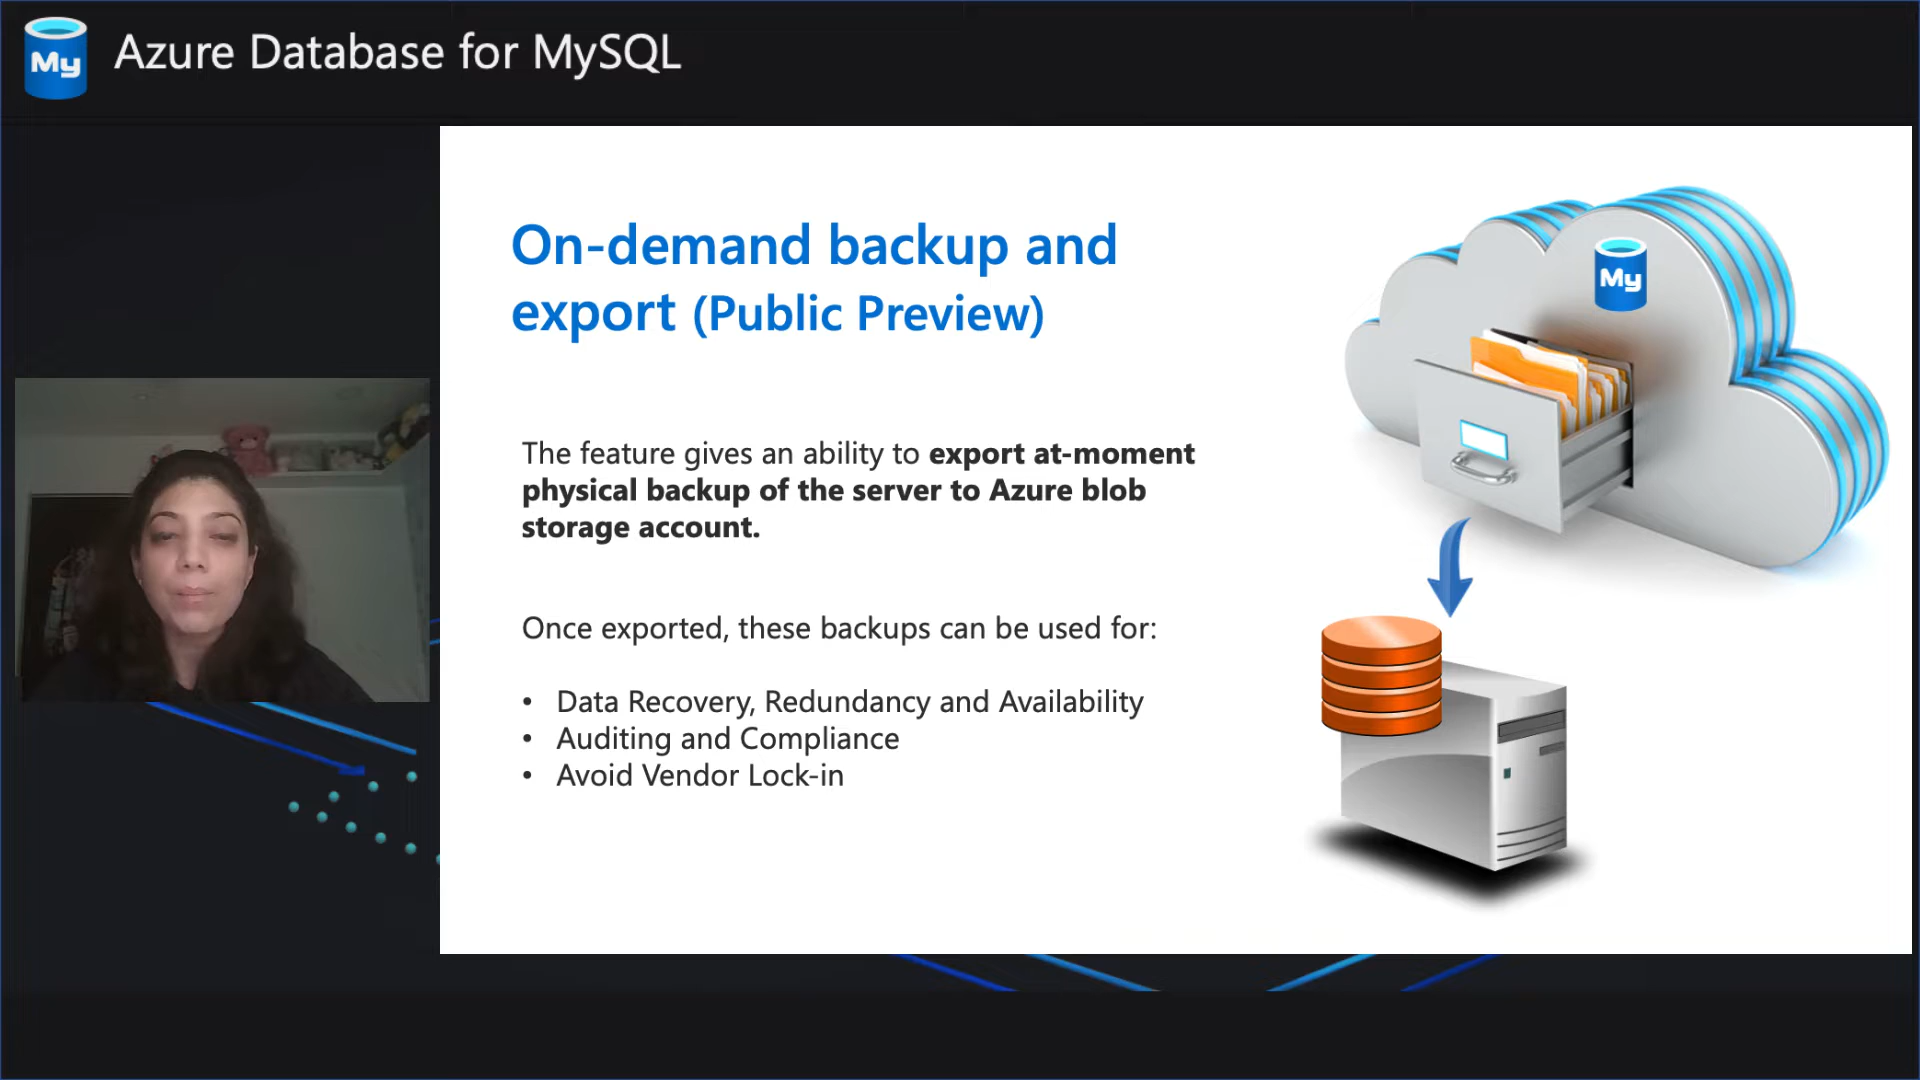 My
Azure Database for MySQL
On-demand backup and
export (Public Preview)
My
The feature gives an ability to export at-moment
physical backup of the server to Azure blob
storage account.
Once exported, these backups can be used for:
• Data Recovery, Redundancy and Availability
• Auditing and Compliance
• Avoid Vendor Lock-in